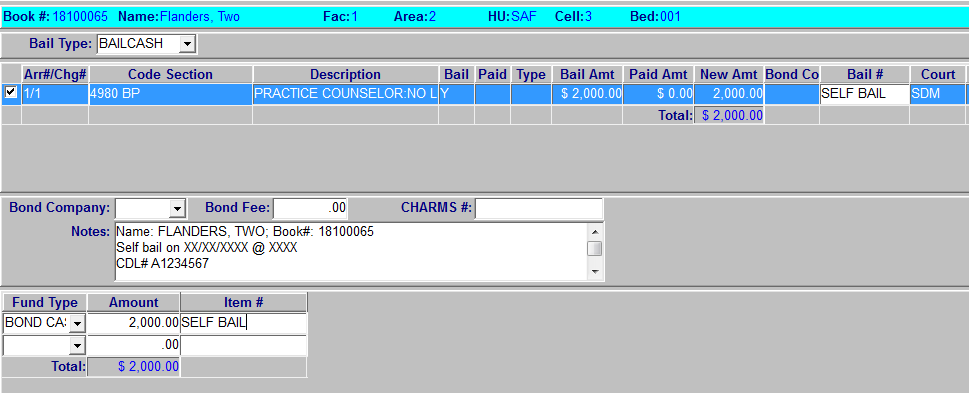 Book #: 18100065 Name:Flanders, Two Fac:1 Area:2 HU:SAF Cell:3 Bed:001
Bail Type: BAILCASH
Arr#/Chg# Code Section Description Bail Paid Type Bail Amt Paid Amt New Amt Bond Co Bail # Court
1/1 4980 BP PRACTICE COUNSELOR:NO L Y $ 2,000.00 $ 0.00 2,000.00 SELF BAIL SDM
Total: $ 2,000.00
Bond Company: Bond Fee: .00 CHARMS #:
Notes: Name: FLANDERS, TWO; Book#: 18100065
Self bail on XX/XX/XXXX @ XXXX
CDL# A1234567
Fund Type Amount Item #
BOND CA 2,000.00 SELF BAIL
.00
Total: $ 2,000.00